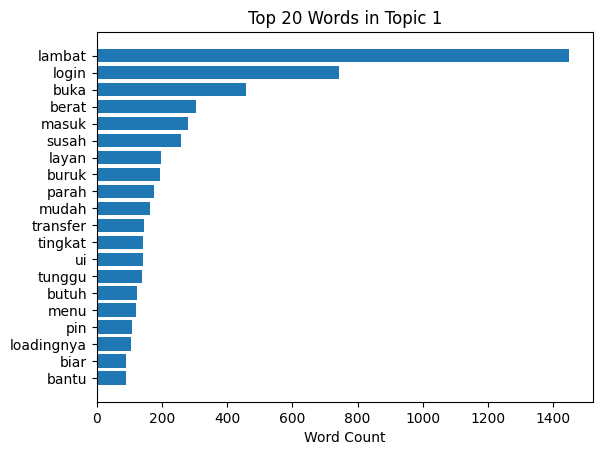 Top 20 Words in Topic 1
lambat
login
buka
berat
masuk
susah
layan
buruk
parah
mudah
transfer
tingkat
ui
tunggu
butuh
menu
pin
loadingnya
biar
bantu
0 200 400 600 800 1000 1200 1400
Word Count